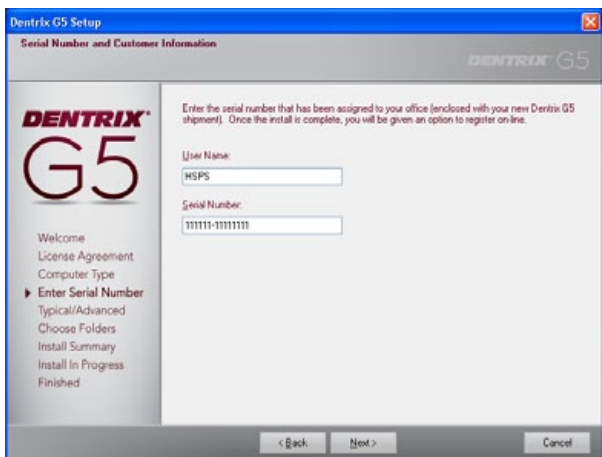 Dentrix G5 Setup
Serial Number and Customer Information
DENTRIX G5
DENTRIX
G5
Welcome
License Agreement
Computer Type
Enter Serial Number
Typical/Advanced
Choose Folders
Install Summary
Install In Progress
Finished
Enter the serial number that has been assigned to your office (enclosed with your new Dentrix G5
shipment). Once the install is complete, you will be given an option to register on-line.
User Name:
HSPS
Serial Number:
111111-11111111
< Back
Next >
Cancel